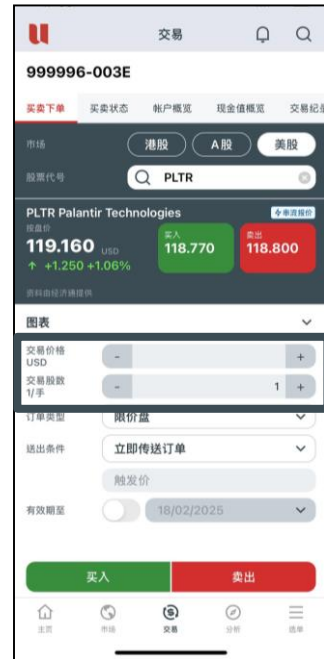 交易
999996-003E
买卖下单 买卖状态 帐户概览 现金值概览 交易纪录
市场 港股 A股 美股
股票代号 PLTR
PLTR Palantir Technologies 串流报价
按盘价
119.160 USD
↑ +1.250 +1.06%
买入
118.770
卖出
118.800
资料由经济通提供
图表
交易价格
USD
- +
交易股数
1/手
- 1 +
订单类型 限价盘
送出条件 立即传送订单
触发价
有效期至 18/02/2025
买入 卖出
主页 市场 交易 分析 选单